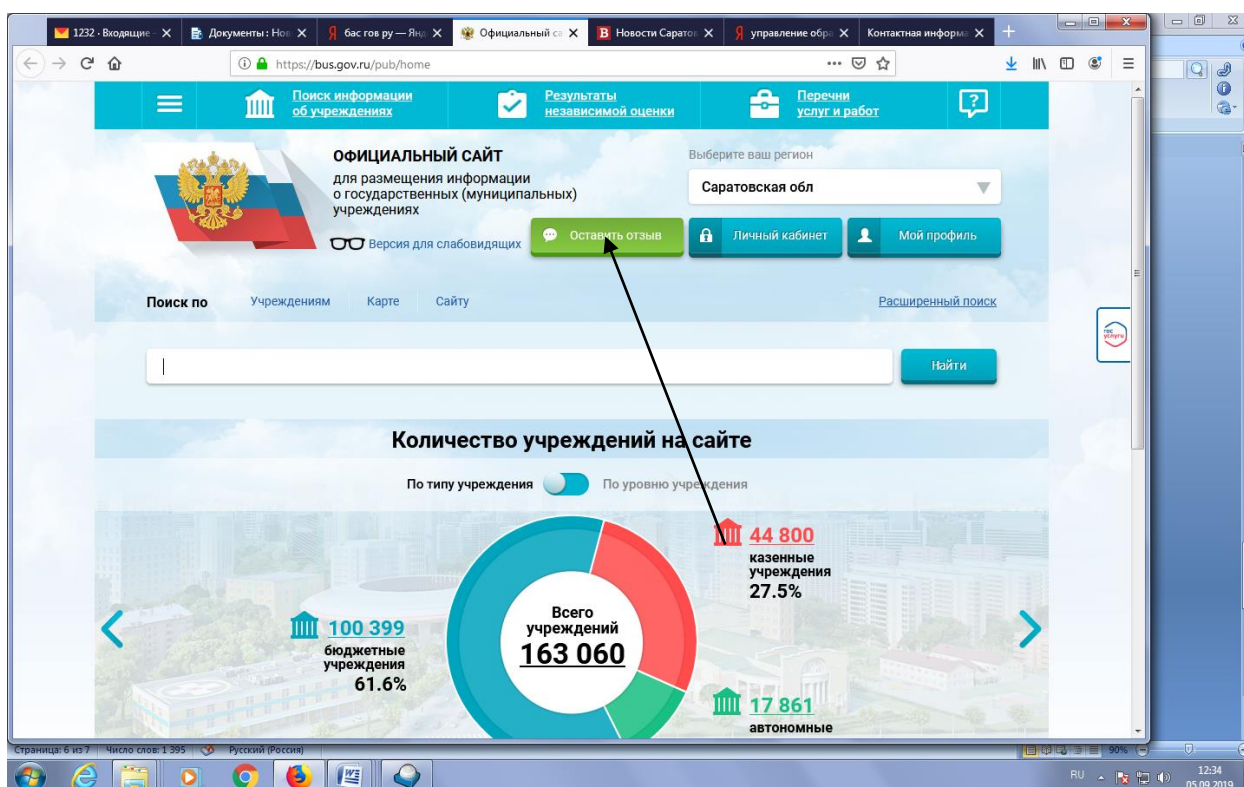 1232 - Входящие -
Документы : Нов
бас гов ру — Янд
Официальный са
Новости Саратов
управление обра
Контактная информа
https://bus.gov.ru/pub/home
Поиск информации
об учреждениях
Результаты
независимой оценки
Перечни
услуг и работ
ОФИЦИАЛЬНЫЙ САЙТ
для размещения информации
о государственных (муниципальных)
учреждениях
Версия для слабовидящих
Выберите ваш регион
Саратовская обл
Оставить отзыв
Личный кабинет
Мой профиль
Поиск по
Учреждениям
Карте
Сайту
Расширенный поиск
гос
услуги
Найти
Количество учреждений на сайте
По типу учреждения
По уровню учреждения
44 800
казенные
учреждения
27.5%
Всего
учреждений
163 060
100 399
бюджетные
учреждения
61.6%
17 861
автономные
Страница: 6 из 7
Число слов: 1 395
Русский (Россия)
90%
RU
12:34
05.09.2019